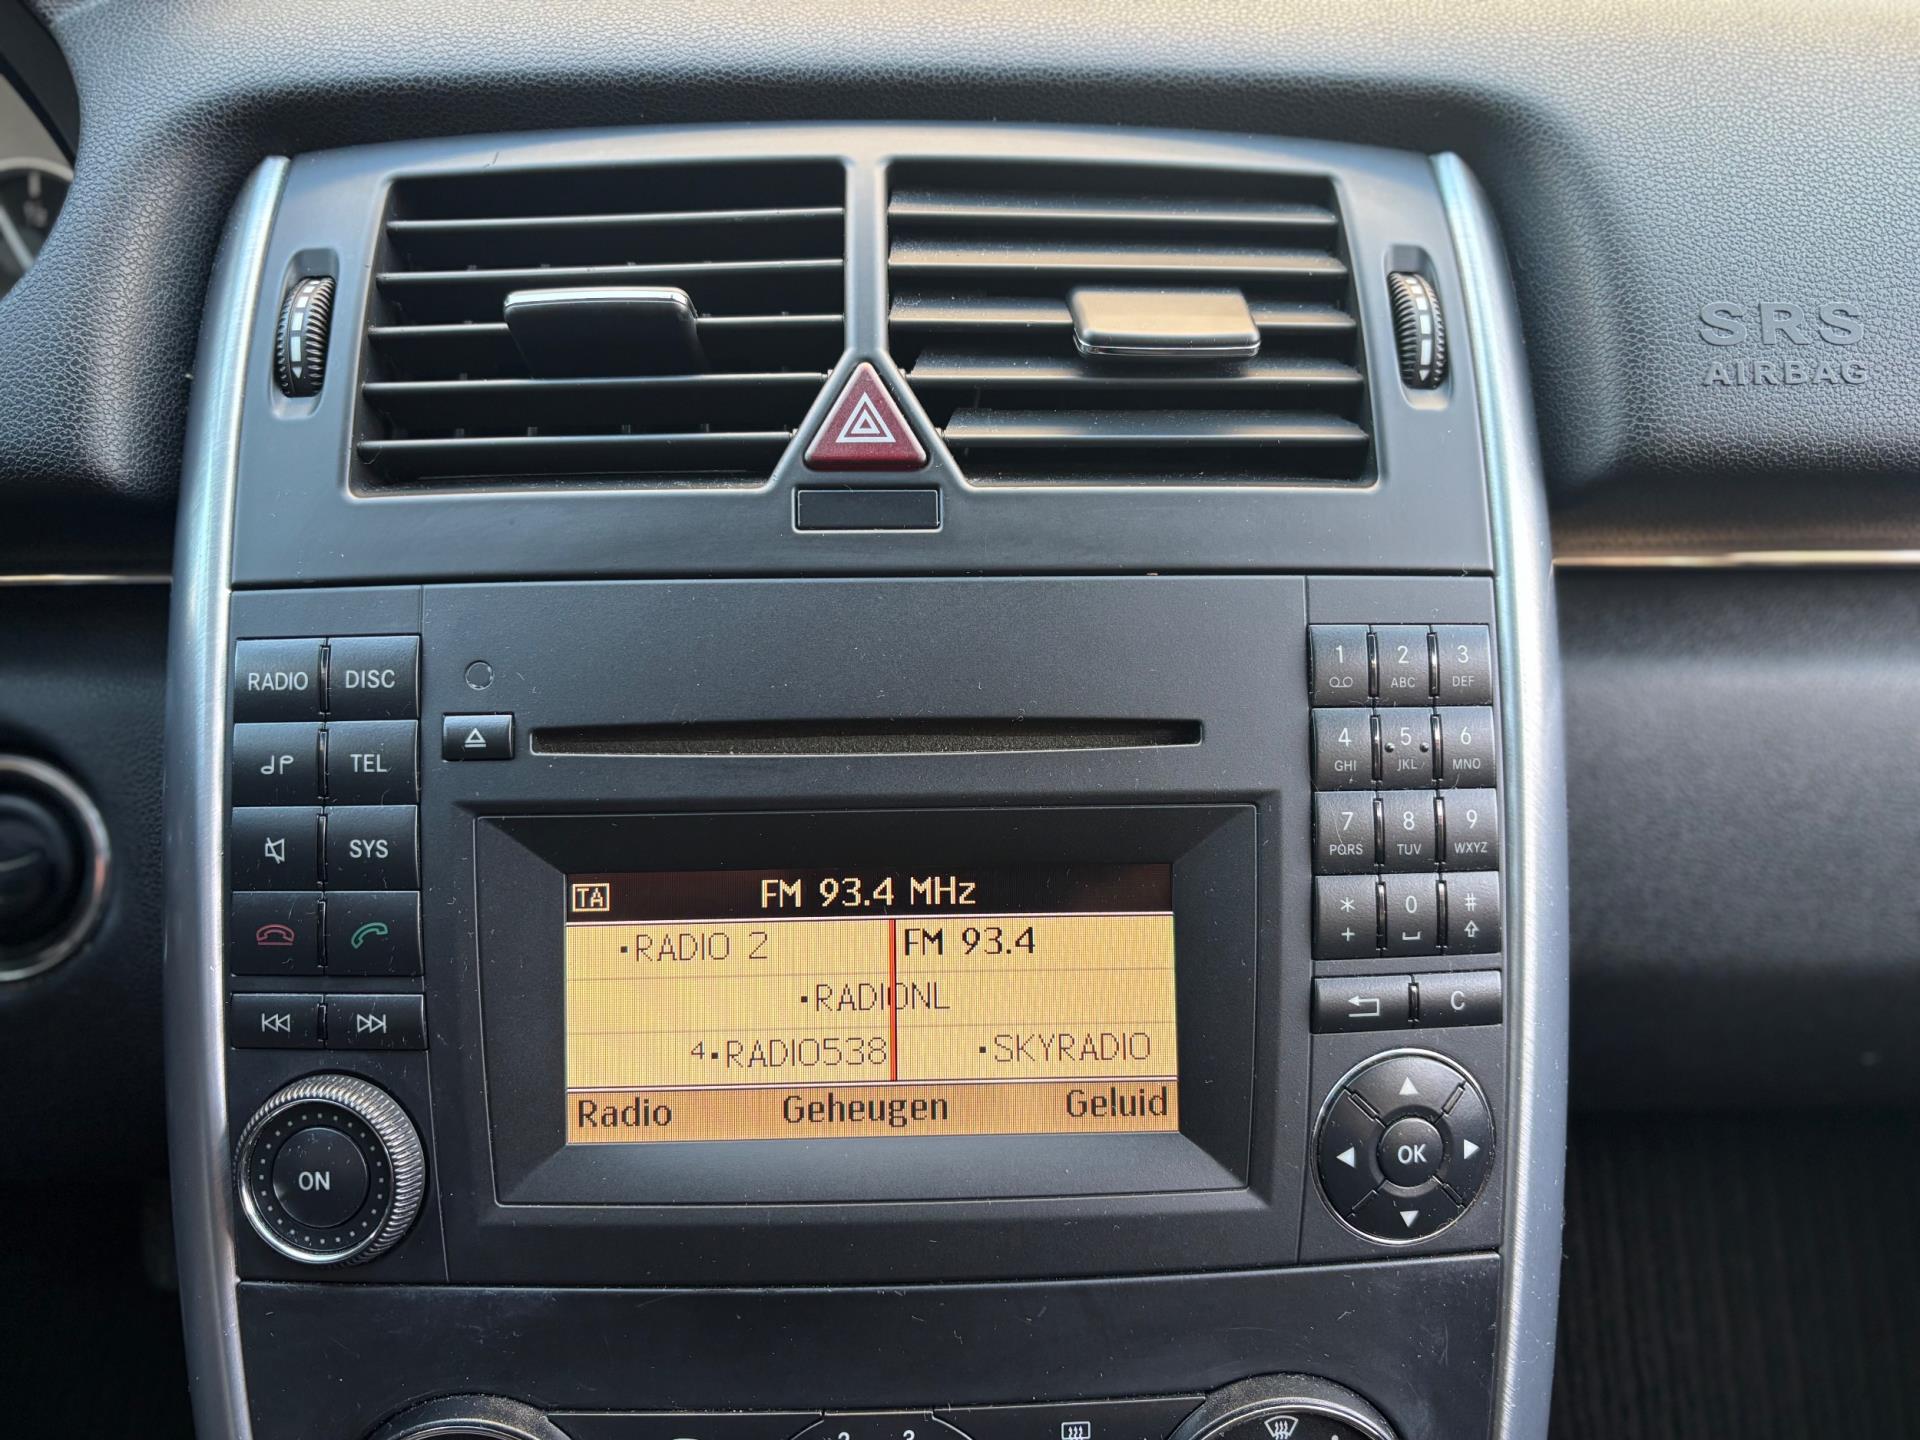 SRS
AIRBAG
RADIO DISC
TEL
SYS
ON
TA FM 93.4 MHz
·RADIO 2 FM 93.4
·RADIONL
4·RADIO538 ·SKYRADIO
Radio Geheugen Geluid
1 2 3
ABC DEF
4 5 6
GHI JKL MNO
7 8 9
PQRS TUV WXYZ
* 0 #
+
C
OK
2 3